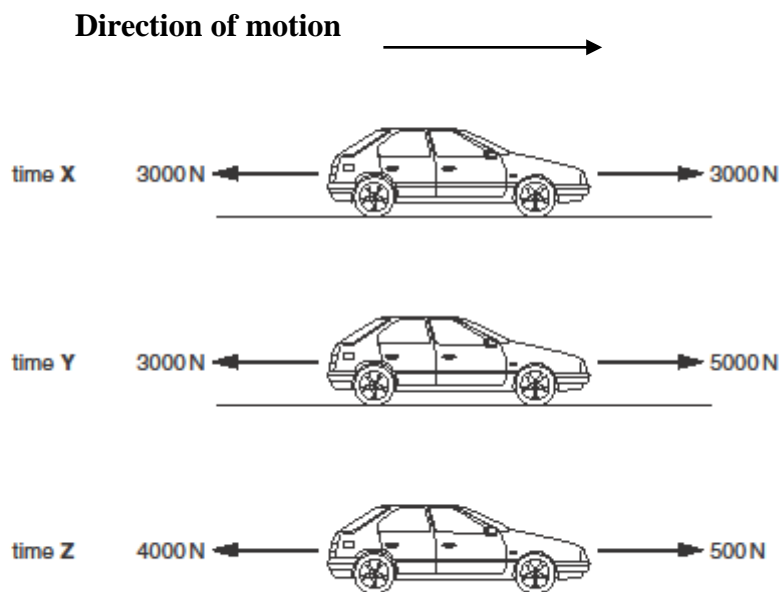 Direction of motion
time X 3000 N 3000 N
time Y 3000 N 5000 N
time Z 4000 N 500 N